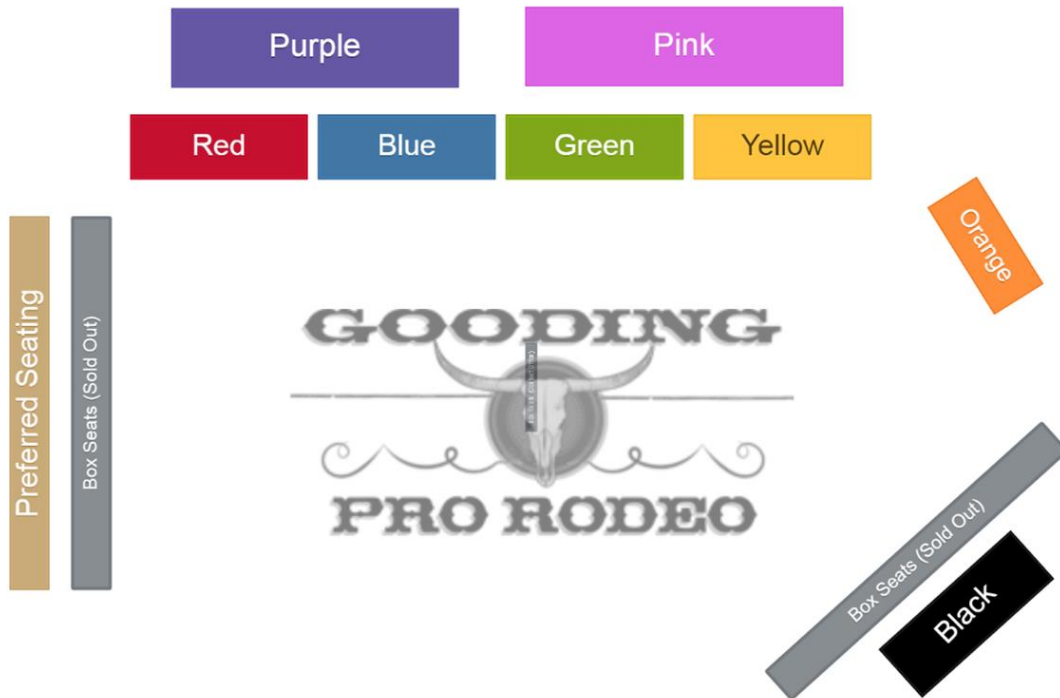 Purple
Pink
Red
Blue
Green
Yellow
Orange
Preferred Seating
Box Seats (Sold Out)
GOODING
PRO RODEO
Box Seats (Sold Out)
Black